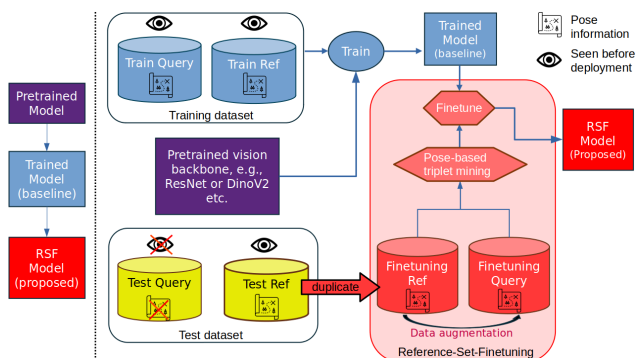 Pretrained
Model
Trained
Model
(baseline)
RSF
Model
(proposed)
Train Query
Train Ref
Training dataset
Train
Trained
Model
(baseline)
Pose
information
Seen before
deployment
Pretrained vision
backbone, e.g.,
ResNet or DinoV2
etc.
Finetune
Pose-based
triplet mining
RSF
Model
(Proposed)
Test Query
Test Ref
Test dataset
duplicate
Finetuning
Ref
Finetuning
Query
Data augmentation
Reference-Set-Finetuning